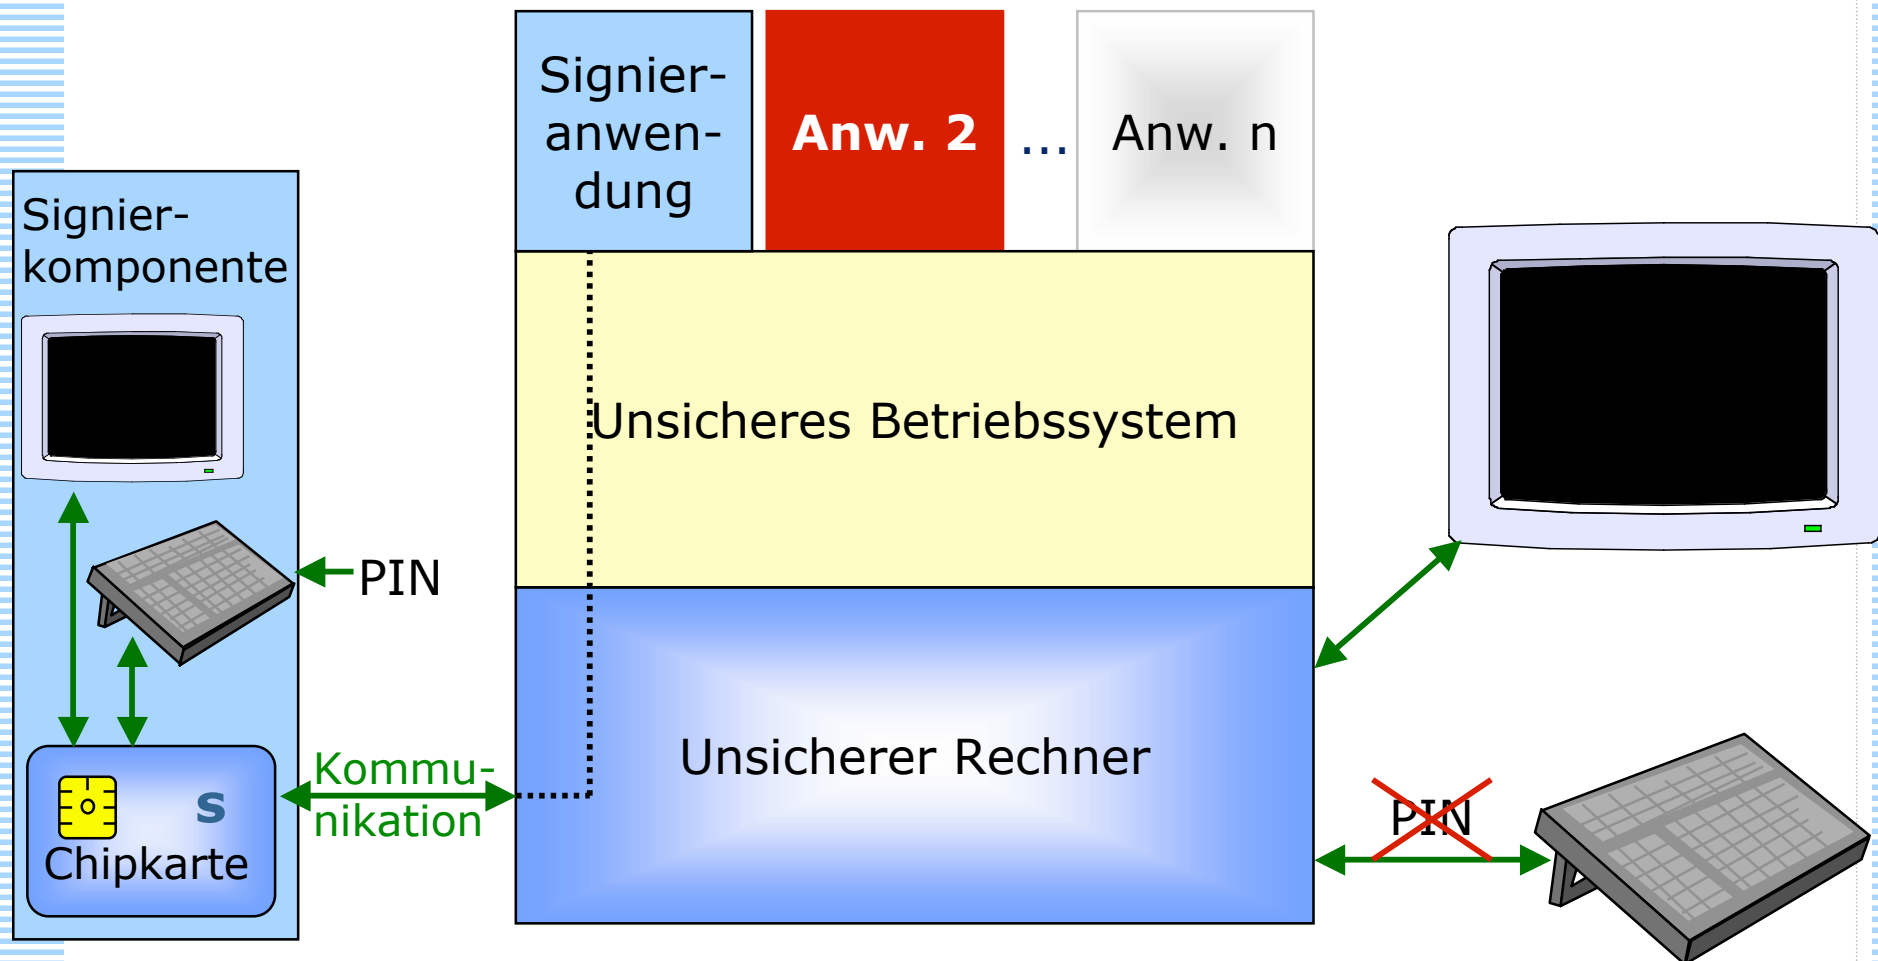 Signier-
anwen-
dung
Anw. 2
...
Anw. n
Signier-
komponente
Unsicheres Betriebssystem
PIN
Unsicherer Rechner
Kommu-
nikation
PIN
s
Chipkarte